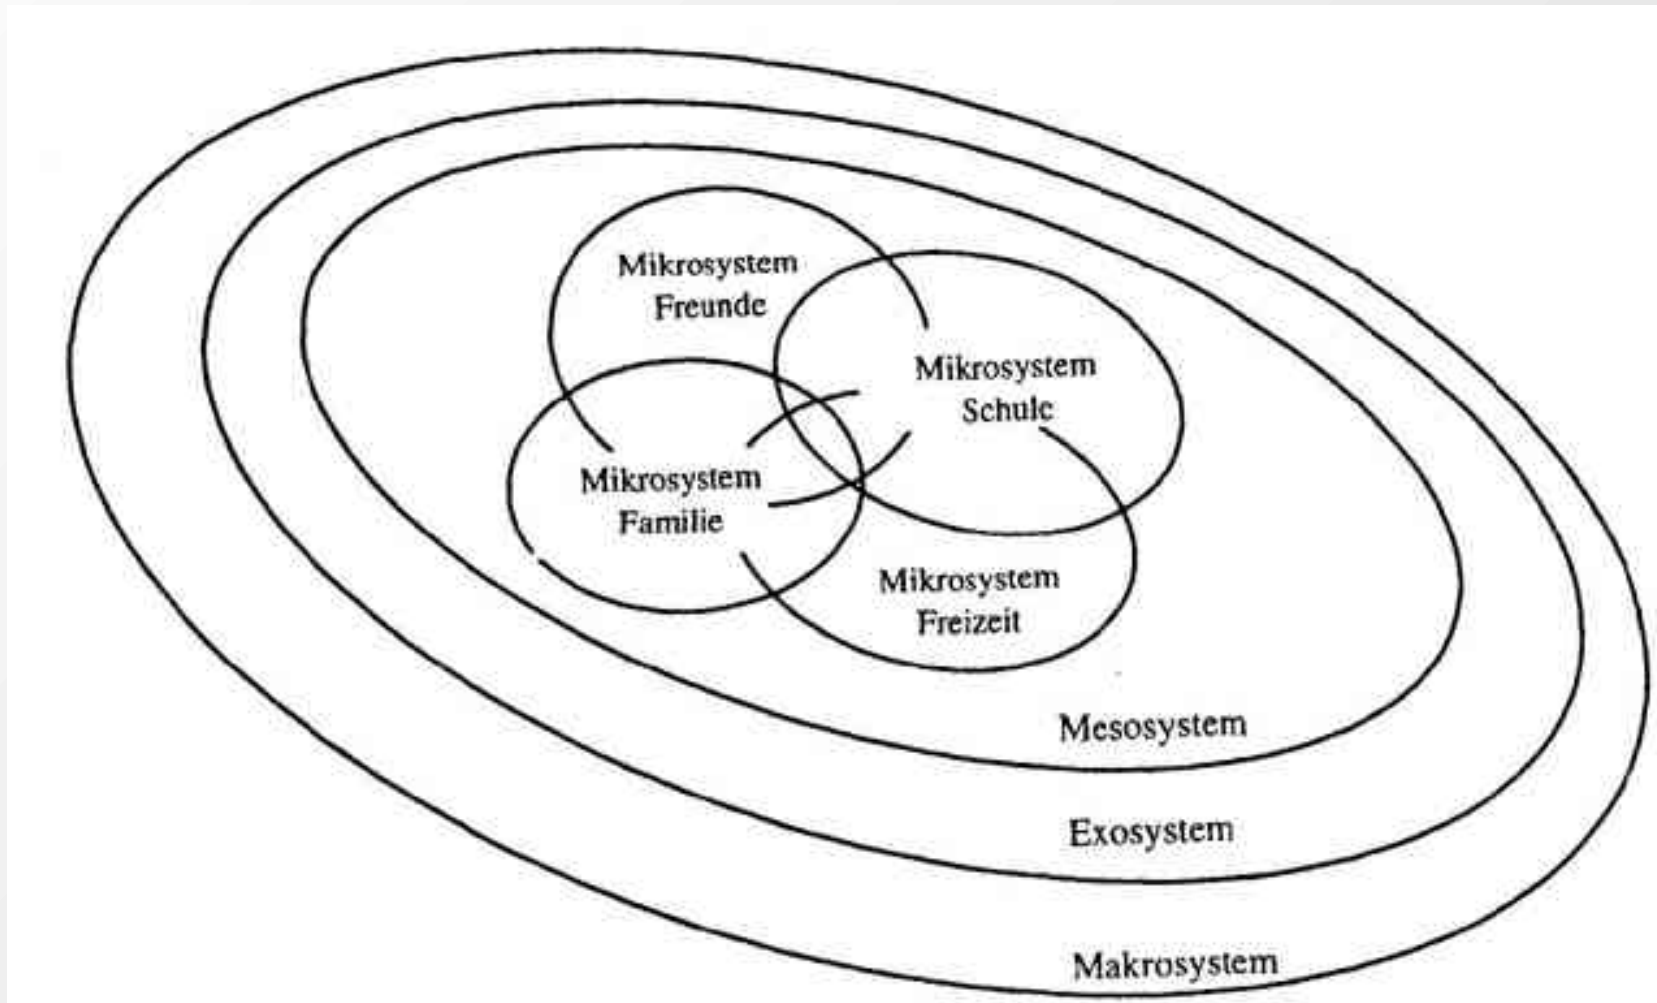 Mikrosystem
Freunde
Mikrosystem
Schule
Mikrosystem
Familie
Mikrosystem
Freizeit
Mesosystem
Exosystem
Makrosystem